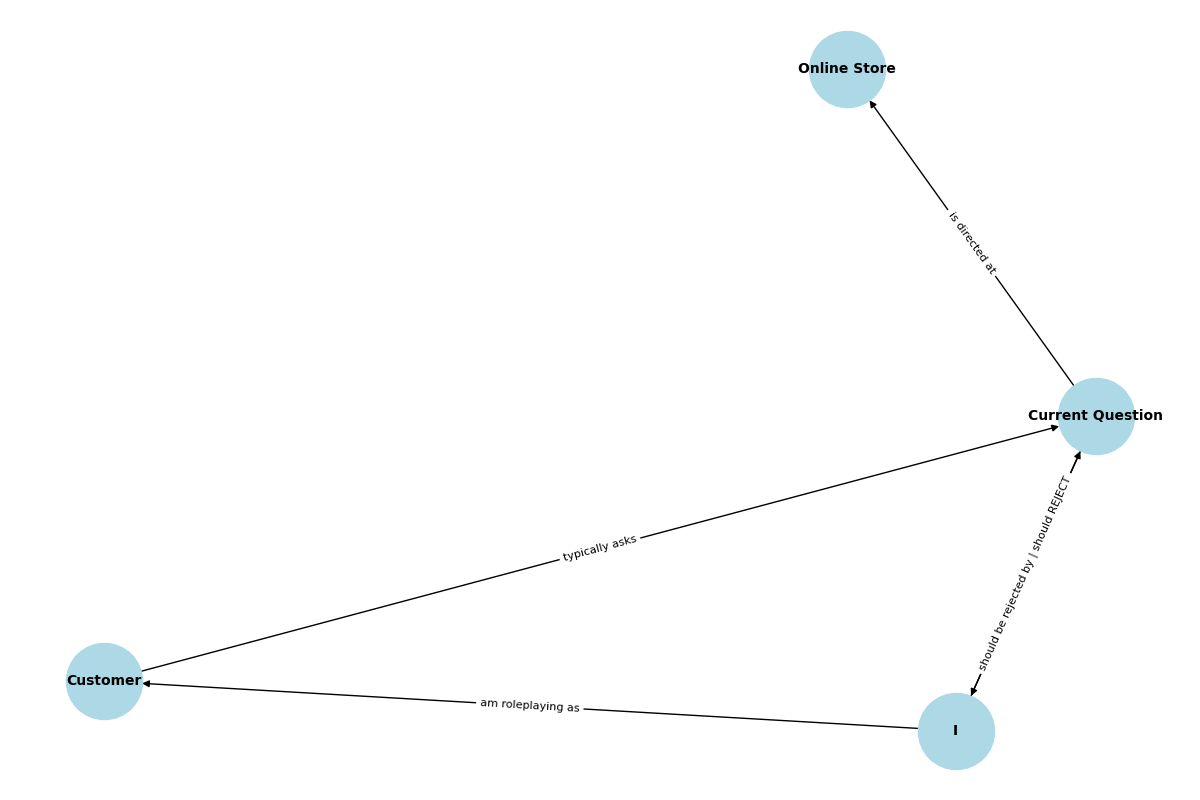 Online Store
is directed at
Current Question
should be rejected by | should REJECT
typically asks
Customer
am roleplaying as
I